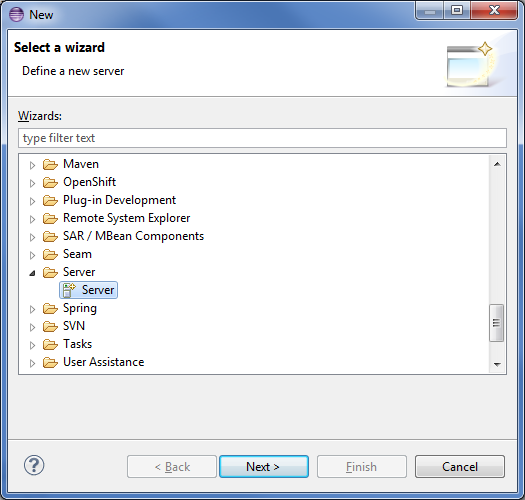 New
Select a wizard
Define a new server
Wizards:
type filter text
Maven
OpenShift
Plug-in Development
Remote System Explorer
SAR / MBean Components
Seam
Server
Server
Spring
SVN
Tasks
User Assistance
? < Back Next > Finish Cancel